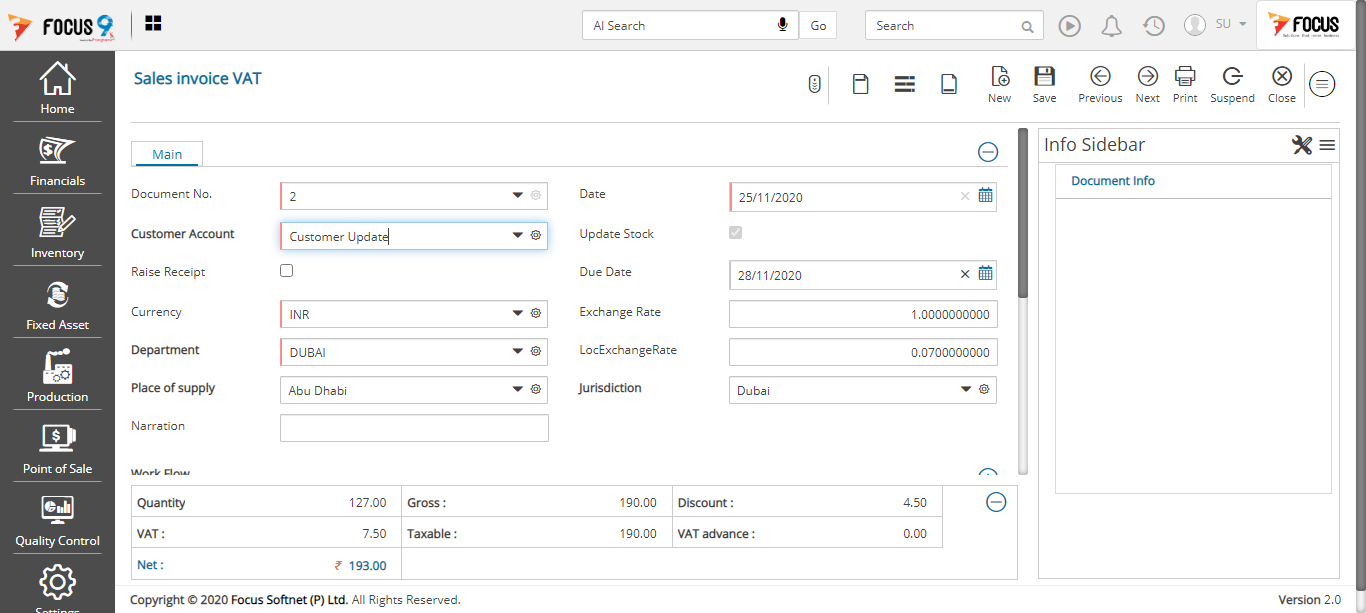 FOCUS 9
AI Search
Go
Search
SU
FOCUS
Home
Financials
Inventory
Fixed Asset
Production
Point of Sale
Quality Control
Settings
Sales invoice VAT
New
Save
Previous
Next
Print
Suspend
Close
Main
Document No. 2
Date 25/11/2020
Customer Account Customer Update
Update Stock
Raise Receipt
Due Date 28/11/2020
Currency INR
Exchange Rate 1.0000000000
Department DUBAI
LocExchangeRate 0.0700000000
Place of supply Abu Dhabi
Jurisdiction Dubai
Narration
Work Flow
Quantity 127.00 Gross : 190.00 Discount : 4.50
VAT : 7.50 Taxable : 190.00 VAT advance : 0.00
Net : ₹ 193.00
Info Sidebar
Document Info
Copyright © 2020 Focus Softnet (P) Ltd. All Rights Reserved.
Version 2.0